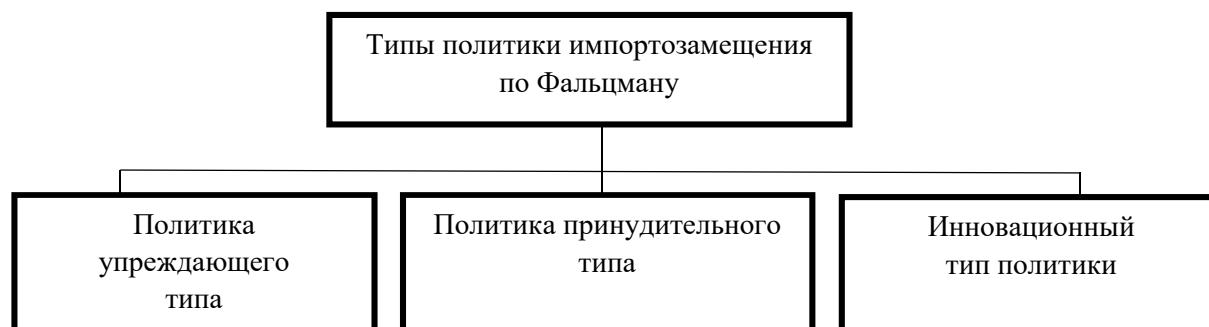 Типы политики импортозамещения
по Фальцману
Политика
упреждающего
типа
Политика принудительного
типа
Инновационный
тип политики